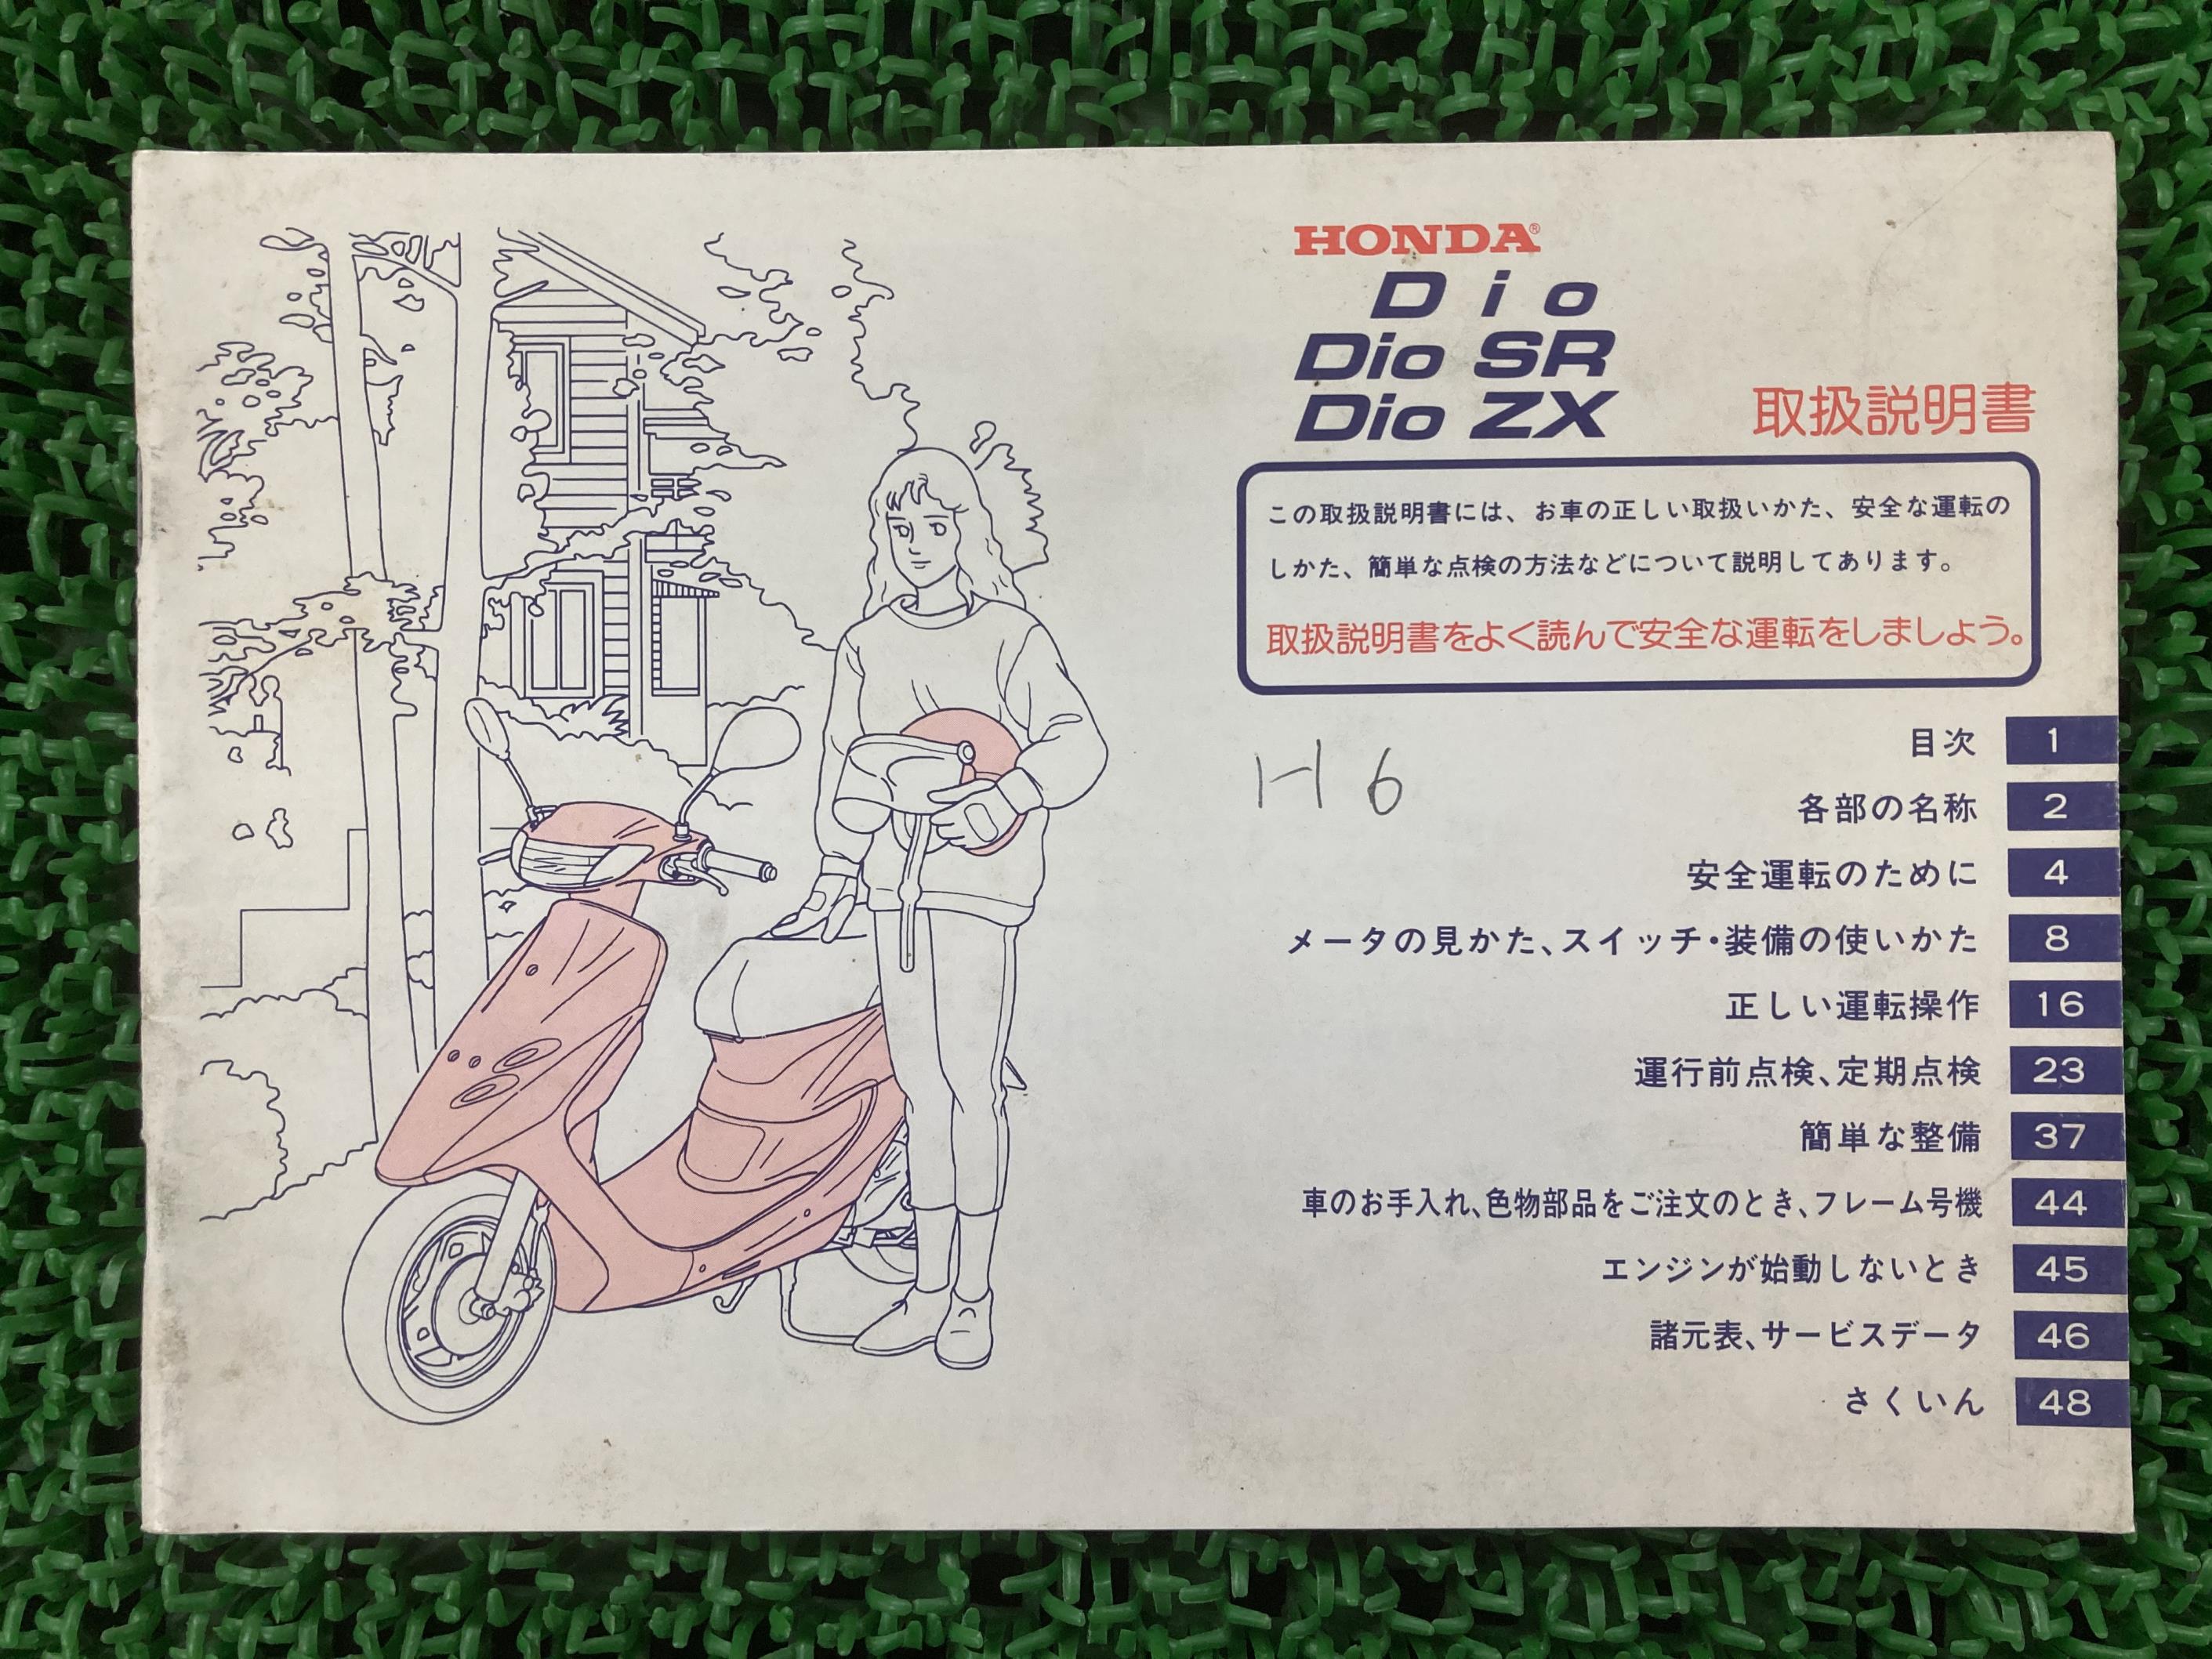 HONDA®
Dio
Dio SR
Dio ZX
取扱説明書
この取扱説明書には、お車の正しい取扱いかた、安全な運転の
しかた、簡単な点検の方法などについて説明してあります。
取扱説明書をよく読んで安全な運転をしましょう。
H6
目次 1
各部の名称 2
安全運転のために 4
メータの見かた、スイッチ・装備の使いかた 8
正しい運転操作 16
運行前点検、定期点検 23
簡単な整備 37
車のお手入れ、色物部品をご注文のとき、フレーム号機 44
エンジンが始動しないとき 45
諸元表、サービスデータ 46
さくいん 48